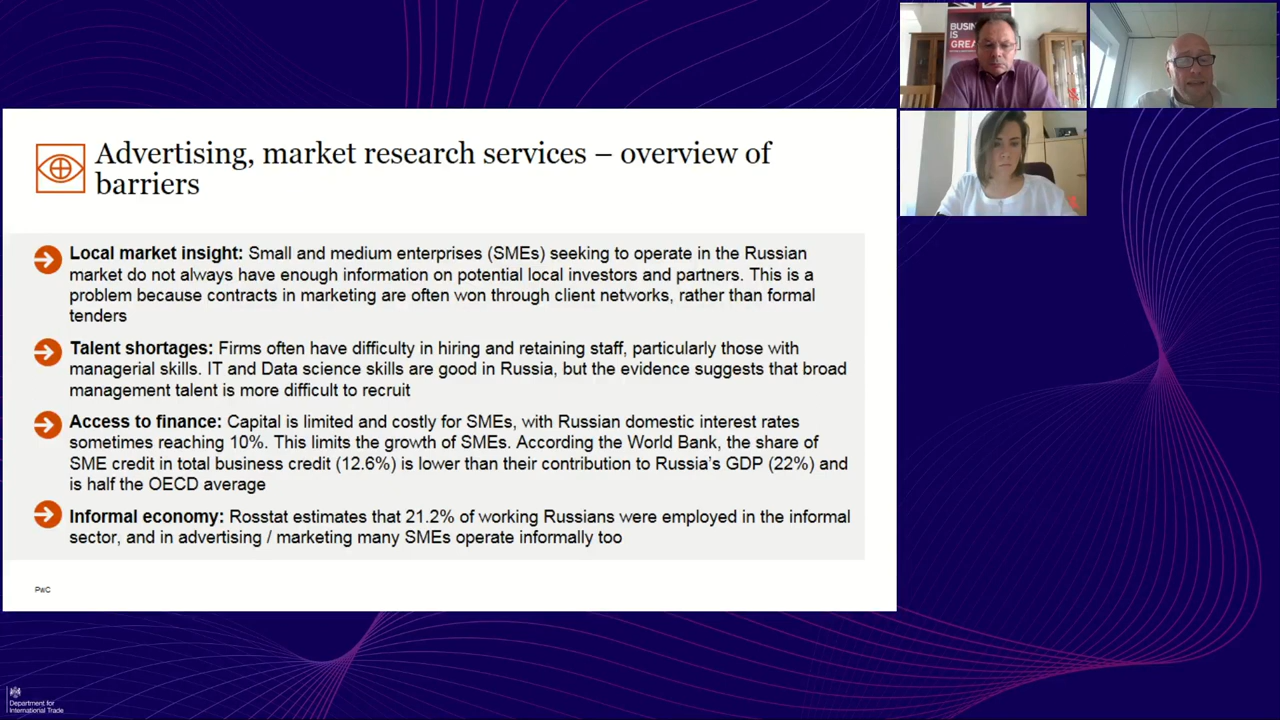 BUSIN
IS
GREA
Advertising, market research services – overview of
barriers
Local market insight: Small and medium enterprises (SMEs) seeking to operate in the Russian
market do not always have enough information on potential local investors and partners. This is a
problem because contracts in marketing are often won through client networks, rather than formal
tenders
Talent shortages: Firms often have difficulty in hiring and retaining staff, particularly those with
managerial skills. IT and Data science skills are good in Russia, but the evidence suggests that broad
management talent is more difficult to recruit
Access to finance: Capital is limited and costly for SMEs, with Russian domestic interest rates
sometimes reaching 10%. This limits the growth of SMEs. According the World Bank, the share of
SME credit in total business credit (12.6%) is lower than their contribution to Russia's GDP (22%) and
is half the OECD average
Informal economy: Rosstat estimates that 21.2% of working Russians were employed in the informal
sector, and in advertising / marketing many SMEs operate informally too
PwC
Department for
International Trade